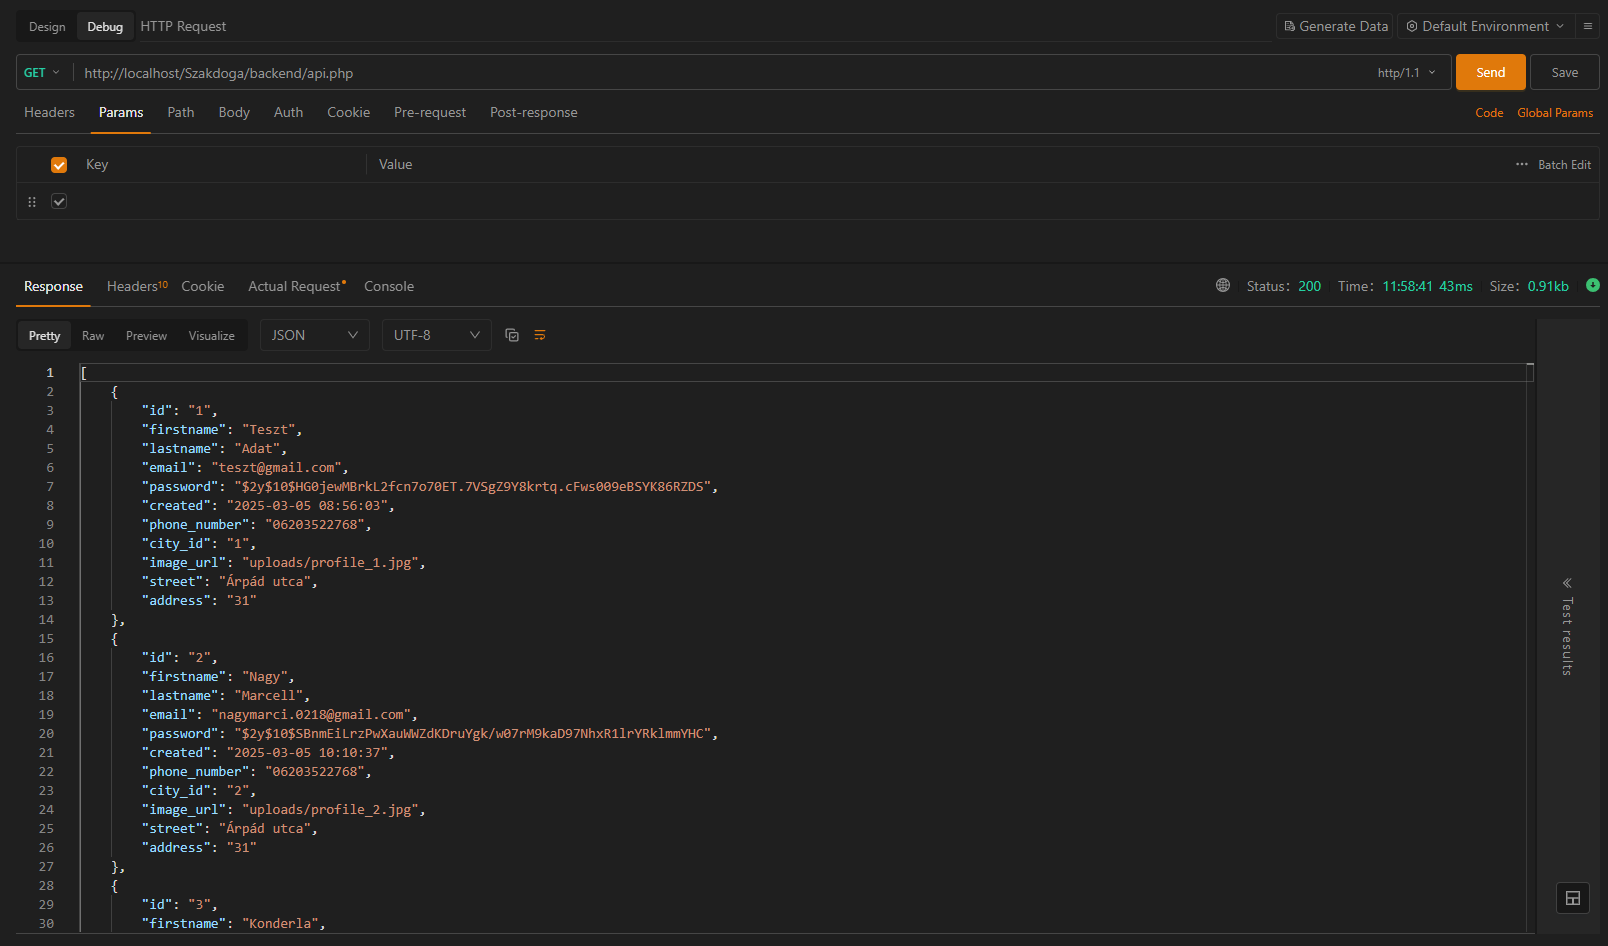 Design Debug HTTP Request Generate Data Default Environment
GET http://localhost/Szakdoga/backend/api.php http/1.1 Send Save
Headers Params Path Body Auth Cookie Pre-request Post-response Code Global Params
Key Value Batch Edit
Response Headers10 Cookie Actual Request Console Status: 200 Time: 11:58:41 43ms Size: 0.91kb
Pretty Raw Preview Visualize JSON UTF-8
1 [
2 {
3 "id": "1",
4 "firstname": "Teszt",
5 "lastname": "Adat",
6 "email": "teszt@gmail.com",
7 "password": "$2y$10$HG0jewMBrkL2fcn7o70ET.7VSgZ9Y8krtq.cFws009eBSYK86RZDS",
8 "created": "2025-03-05 08:56:03",
9 "phone_number": "06203522768",
10 "city_id": "1",
11 "image_url": "uploads/profile_1.jpg",
12 "street": "Árpád utca",
13 "address": "31"
14 },
15 {
16 "id": "2",
17 "firstname": "Nagy",
18 "lastname": "Marcell",
19 "email": "nagymarci.0218@gmail.com",
20 "password": "$2y$10$SBnmEiLrzPwXauWWZdKDruYgk/w07rM9kaD97NhxR1lrYRklmmYHC",
21 "created": "2025-03-05 10:10:37",
22 "phone_number": "06203522768",
23 "city_id": "2",
24 "image_url": "uploads/profile_2.jpg",
25 "street": "Árpád utca",
26 "address": "31"
27 },
28 {
29 "id": "3",
30 "firstname": "Konderla",
Test results